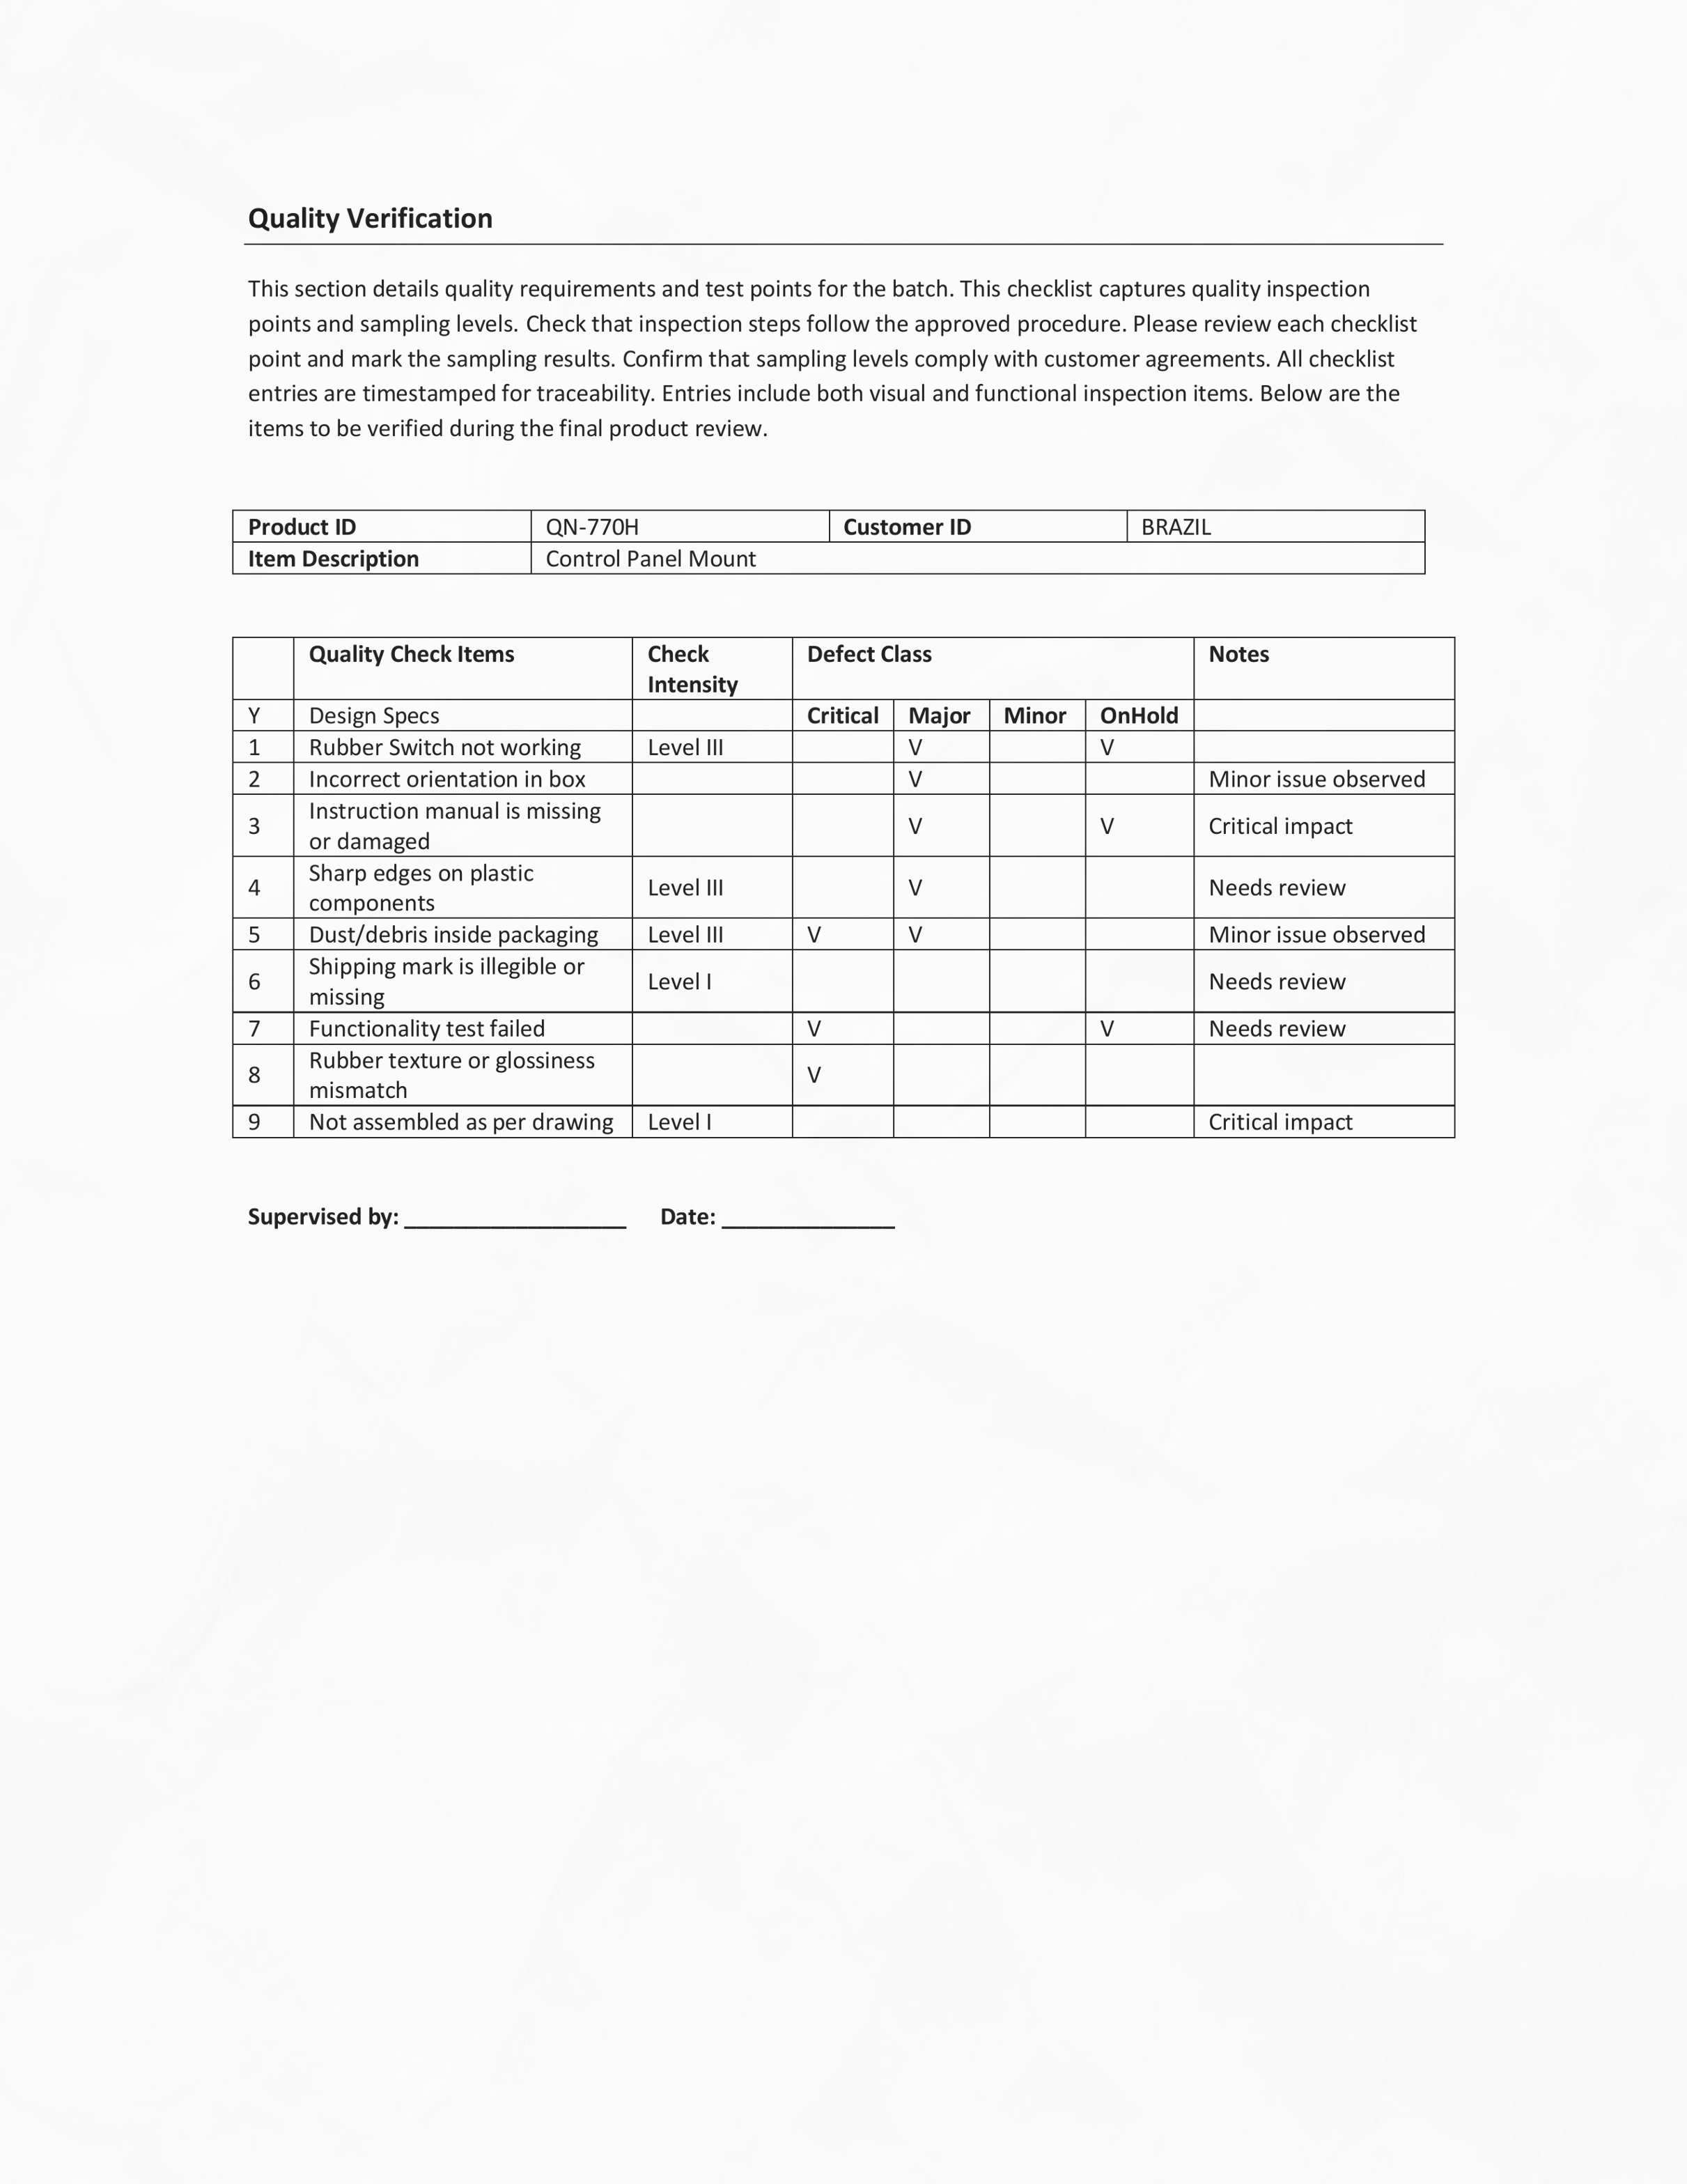 Quality Verification
This section details quality requirements and test points for the batch. This checklist captures quality inspection
points and sampling levels. Check that inspection steps follow the approved procedure. Please review each checklist
point and mark the sampling results. Confirm that sampling levels comply with customer agreements. All checklist
entries are timestamped for traceability. Entries include both visual and functional inspection items. Below are the
items to be verified during the final product review.
Product ID QN-770H Customer ID BRAZIL
Item Description Control Panel Mount
Quality Check Items Check Defect Class Notes
Intensity
Y Design Specs Critical Major Minor OnHold
1 Rubber Switch not working Level III V V
2 Incorrect orientation in box V Minor issue observed
Instruction manual is missing
3 V V Critical impact
or damaged
Sharp edges on plastic
4 Level III V Needs review
components
5 Dust/debris inside packaging Level III V V Minor issue observed
Shipping mark is illegible or
6 Level I Needs review
missing
7 Functionality test failed V V Needs review
Rubber texture or glossiness
8 V
mismatch
9 Not assembled as per drawing Level I Critical impact
Supervised by: __________________ Date: ______________